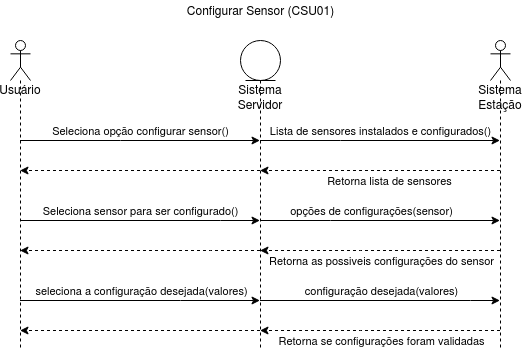 Configurar Sensor (CSU01)
Usuário
Sistema
Servidor
Sistema
Estação
Seleciona opção configurar sensor()
Lista de sensores instalados e configurados()
Retorna lista de sensores
Seleciona sensor para ser configurado()
opções de configurações(sensor)
Retorna as possiveis configurações do sensor
seleciona a configuração desejada(valores)
configuração desejada(valores)
Retorna se configurações foram validadas